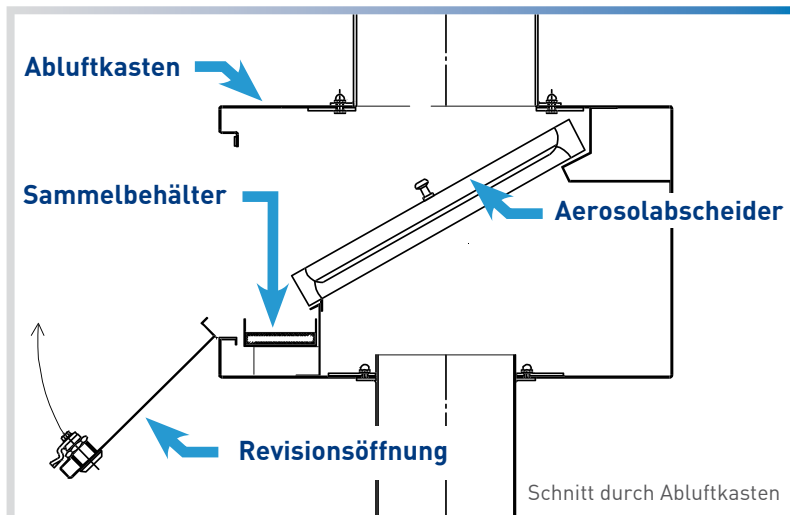 Abluftkasten
Sammelbehälter
Aerosolabscheider
Revisionsöffnung
Schnitt durch Abluftkasten